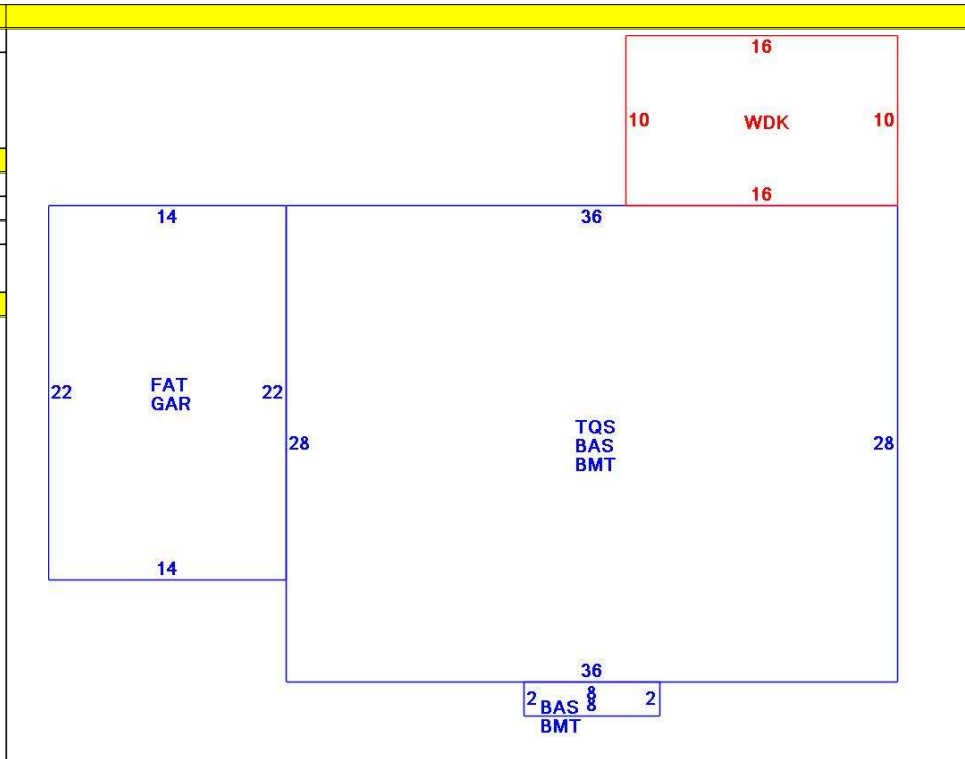 16
10 WDK 10
16
14
36
22 FAT 22
GAR
28 TQS 28
BAS
BMT
14
36
8
2 BAS 8 2
BMT